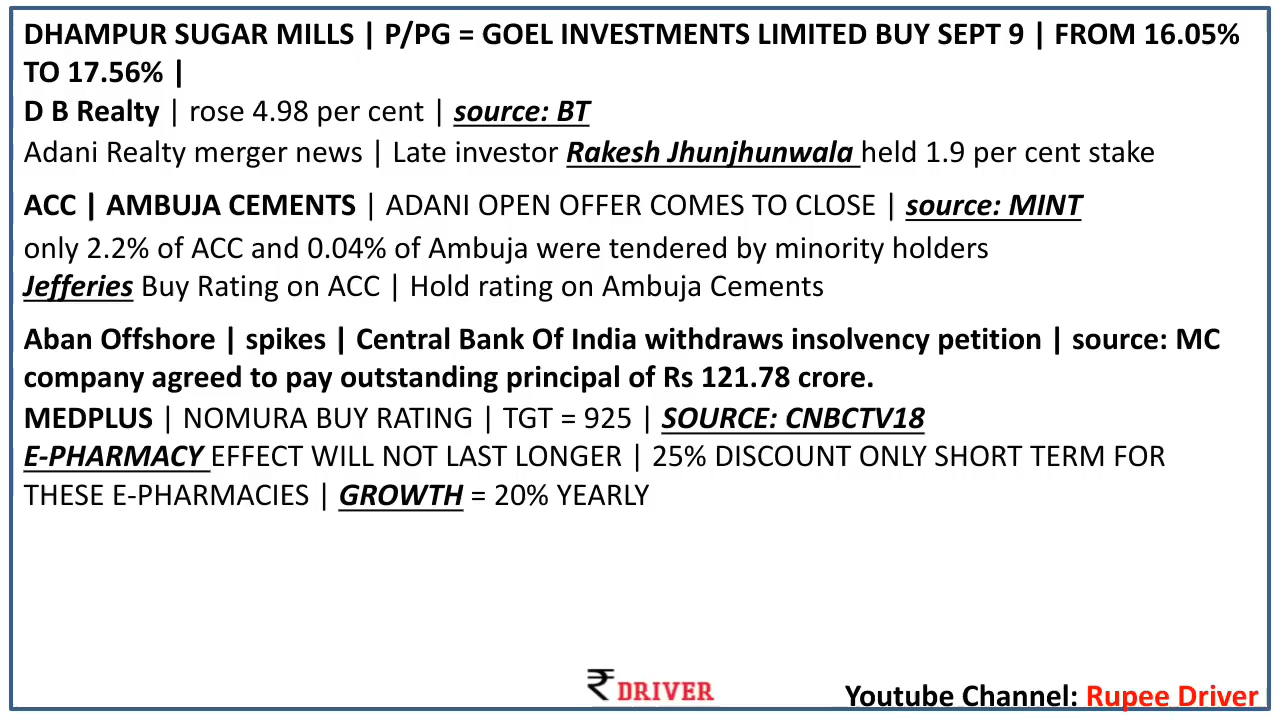 DHAMPUR SUGAR MILLS | P/PG = GOEL INVESTMENTS LIMITED BUY SEPT 9 | FROM 16.05%
TO 17.56% |
D B Realty | rose 4.98 per cent | source: BT
Adani Realty merger news | Late investor Rakesh Jhunjhunwala held 1.9 per cent stake
ACC | AMBUJA CEMENTS | ADANI OPEN OFFER COMES TO CLOSE | source: MINT
only 2.2% of ACC and 0.04% of Ambuja were tendered by minority holders
Jefferies Buy Rating on ACC | Hold rating on Ambuja Cements
Aban Offshore | spikes | Central Bank Of India withdraws insolvency petition | source: MC
company agreed to pay outstanding principal of Rs 121.78 crore.
MEDPLUS | NOMURA BUY RATING | TGT = 925 | SOURCE: CNBCTV18
E-PHARMACY EFFECT WILL NOT LAST LONGER | 25% DISCOUNT ONLY SHORT TERM FOR
THESE E-PHARMACIES | GROWTH = 20% YEARLY
₹ DRIVER
Youtube Channel: Rupee Driver